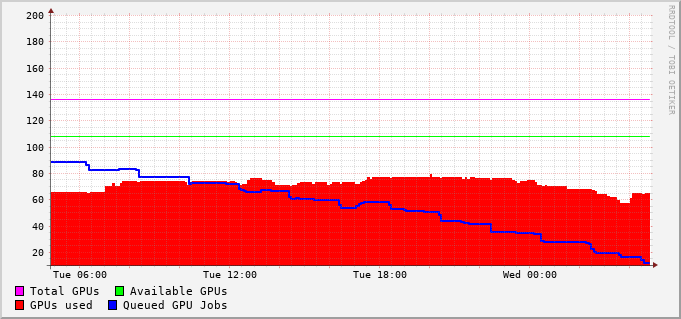 200
180
160
140
120
100
80
60
40
20
Tue 06:00 Tue 12:00 Tue 18:00 Wed 00:00
Total GPUs Available GPUs
GPUs used Queued GPU Jobs
RRDTOOL / TOBI OETIKER